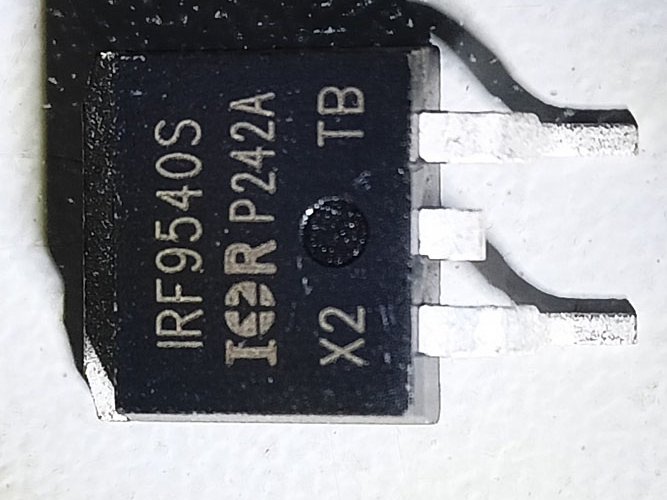 IRF9540S
IOR P242A
X2 TB